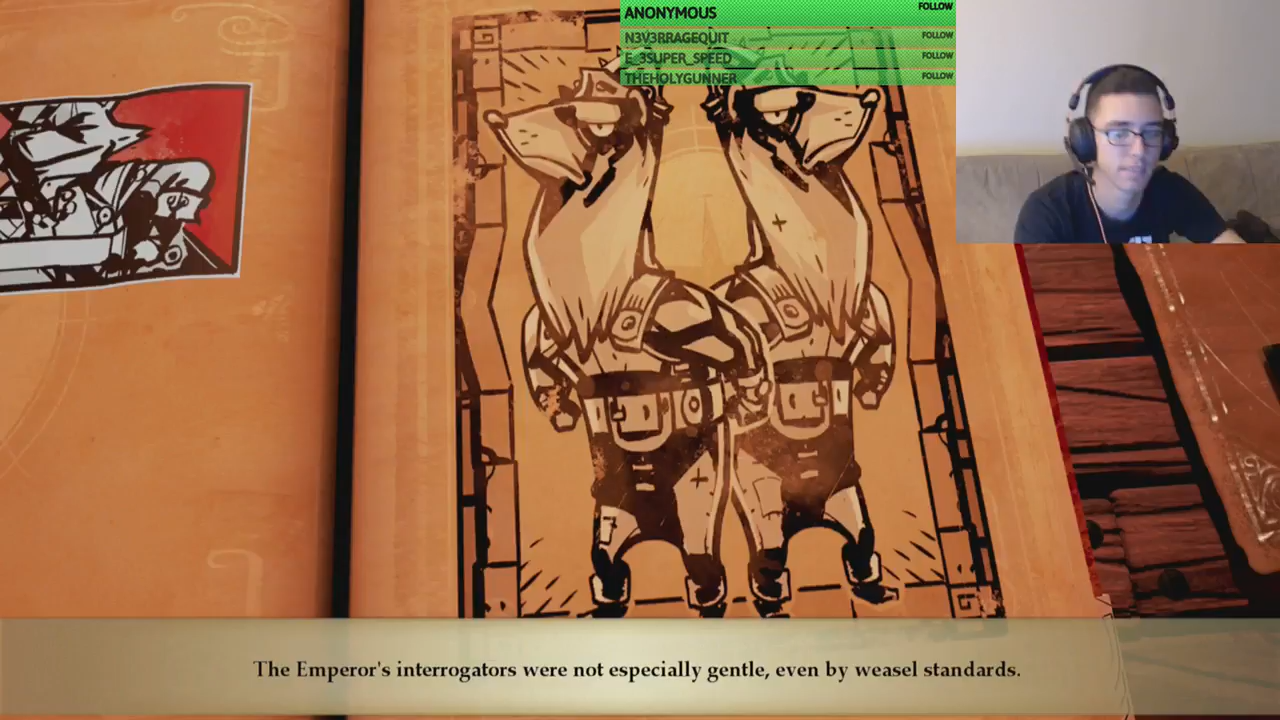 ANONYMOUS FOLLOW
N3V3RRAGEQUIT FOLLOW
E_3SUPER_SPEED FOLLOW
THEHOLYGUNNER FOLLOW
The Emperor's interrogators were not especially gentle, even by weasel standards.